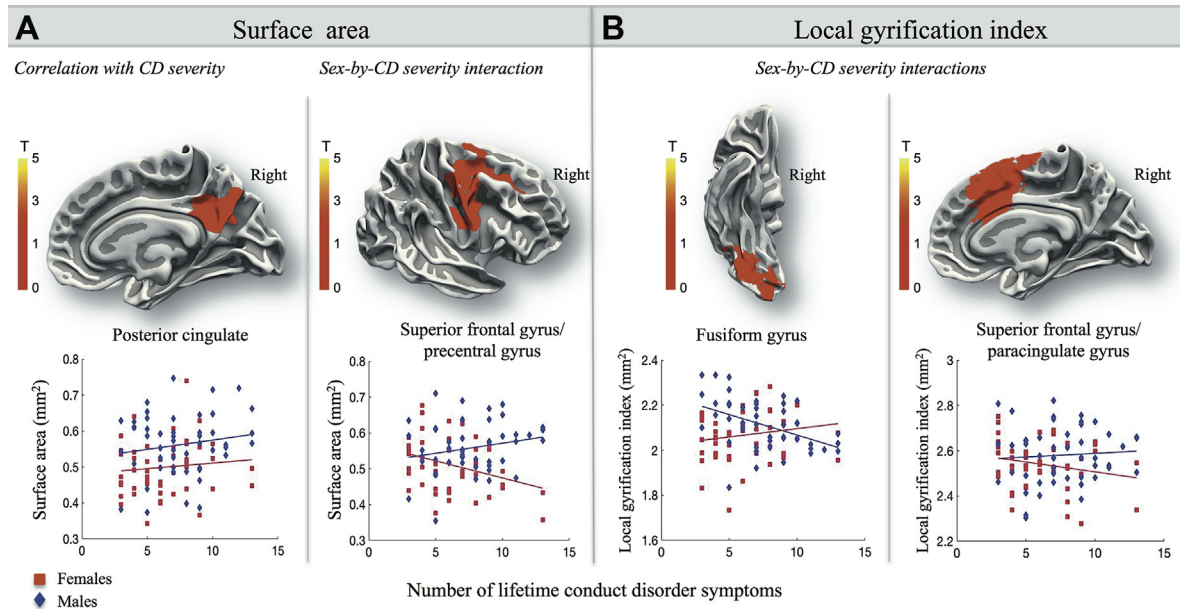 A Surface area
B Local gyrification index
Correlation with CD severity
Sex-by-CD severity interaction
Sex-by-CD severity interactions
T
5
3
1
0
Right
T
5
3
1
0
Right
T
5
3
1
0
Right
T
5
3
1
0
Right
Posterior cingulate
Surface area (mm²)
0.8
0.7
0.6
0.5
0.4
0.3
0 5 10 15
Superior frontal gyrus/
precentral gyrus
Surface area (mm²)
0.8
0.7
0.6
0.5
0.4
0.3
0 5 10 15
Fusiform gyrus
Local gyrification index (mm²)
2.4
2.2
2
1.8
1.6
0 5 10 15
Superior frontal gyrus/
paracingulate gyrus
Local gyrification index (mm²)
3
2.8
2.6
2.4
2.2
0 5 10 15
Females
Males
Number of lifetime conduct disorder symptoms